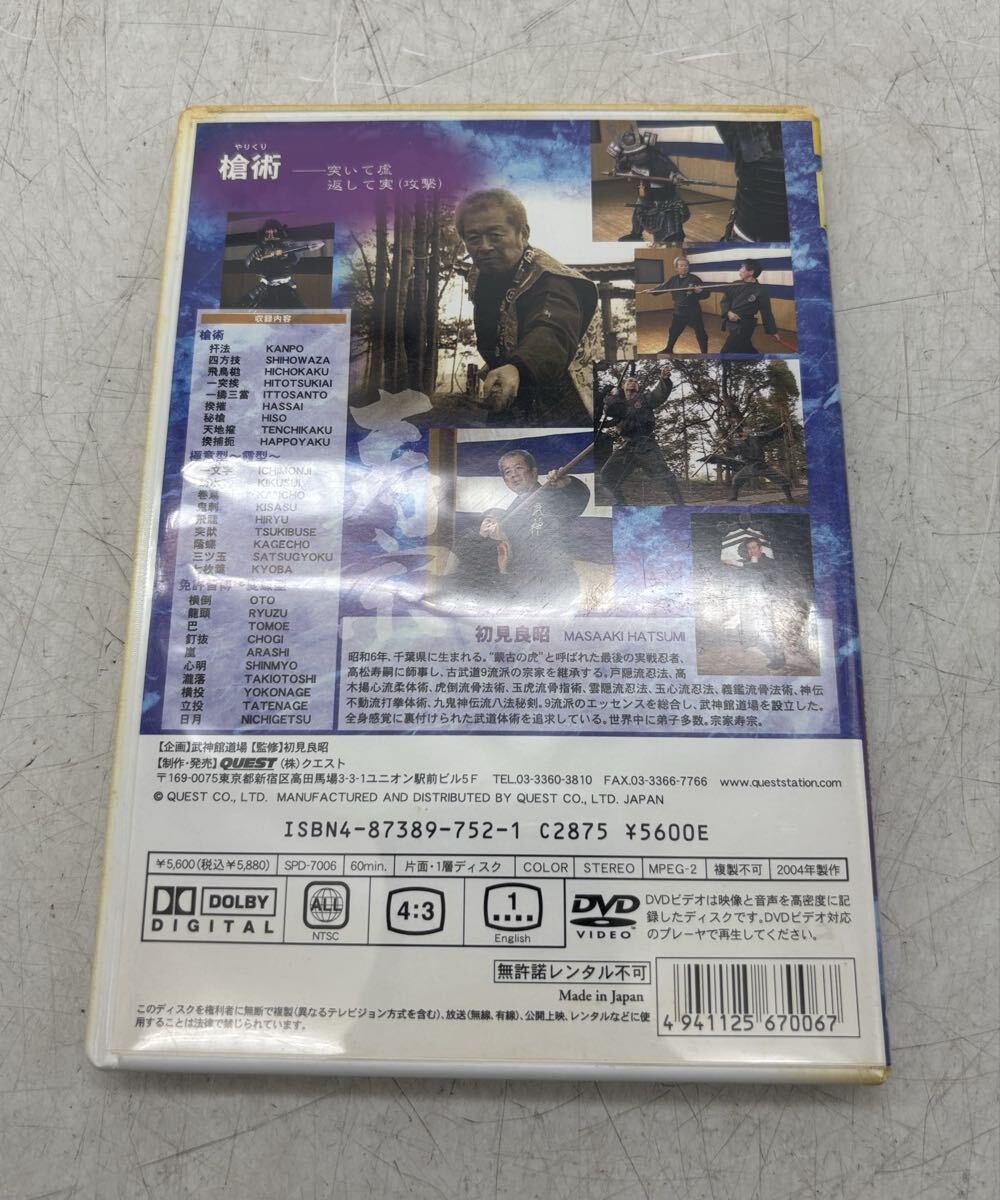 やりくり
槍術 ──突いて虚
返して実(攻撃)
収録内容
槍術
扞法 KANPO
四方技 SHIHOWAZA
飛鳥搥 HICHOKAKU
一突挨 HITOTSUKIAI
一擣三當 ITTOSANTO
挨摧 HASSAI
秘槍 HISO
天地搉 TENCHIKAKU
挨捕扼 HAPPOYAKU
極意型～霊型～
一文字 ICHIMONJI
KIKUSUI
KANCHO
鬼刺 KISASU
飛龍 HIRYU
突獣 TSUKIBUSE
蔭蝶 KAGECHO
三ツ玉 SATSUGYOKU
七枚葉 KYOBA
横倒 OTO
龍頭 RYUZU
巴 TOMOE
釘抜 CHOGI
嵐 ARASHI
心明 SHINMYO
瀧落 TAKIOTOSHI
横投 YOKONAGE
立投 TATENAGE
日月 NICHIGETSU
初見良昭 MASAAKI HATSUMI
昭和6年、千葉県に生まれる。“蒙古の虎”と呼ばれた最後の実戦忍者、
高松寿嗣に師事し、古武道9流派の宗家を継承する。戸隠流忍法、高
木揚心流柔体術、虎倒流骨法術、玉虎流骨指術、雲隠流忍法、玉心流忍法、義鑑流骨法術、神伝
不動流打拳体術、九鬼神伝流八法秘剣。9流派のエッセンスを総合し、武神館道場を設立した。
全身感覚に裏付けられた武道体術を追求している。世界中に弟子多数。宗家寿宗。
【企画】武神館道場【監修】初見良昭
【制作・発売】QUEST (株)クエスト
〒169-0075東京都新宿区高田馬場3-3-1ユニオン駅前ビル5F TEL.03-3360-3810 FAX.03-3366-7766 www.queststation.com
© QUEST CO., LTD. MANUFACTURED AND DISTRIBUTED BY QUEST CO., LTD. JAPAN
ISBN4-87389-752-1 C2875 ¥5600E
¥5,600(税込¥5,880) SPD-7006 60min. 片面・1層ディスク COLOR STEREO MPEG-2 複製不可 2004年製作
DOLBY
DIGITAL
ALL
NTSC
4:3
1
English
DVD
VIDEO
DVDビデオは映像と音声を高密度に記
録したディスクです。DVDビデオ対応
のプレーヤで再生してください。
無許諾レンタル不可
Made in Japan
このディスクを権利者に無断で複製(異なるテレビジョン方式を含む)、放送(無線、有線)、公開上映、レンタルなどに使
用することは法律で禁じられています。
4 941125 670067